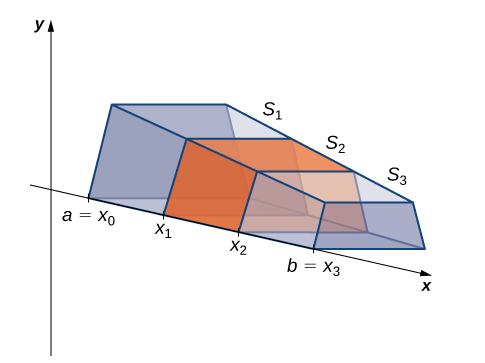 y
S₁
S₂
S₃
a = x₀
x₁
x₂
b = x₃
x